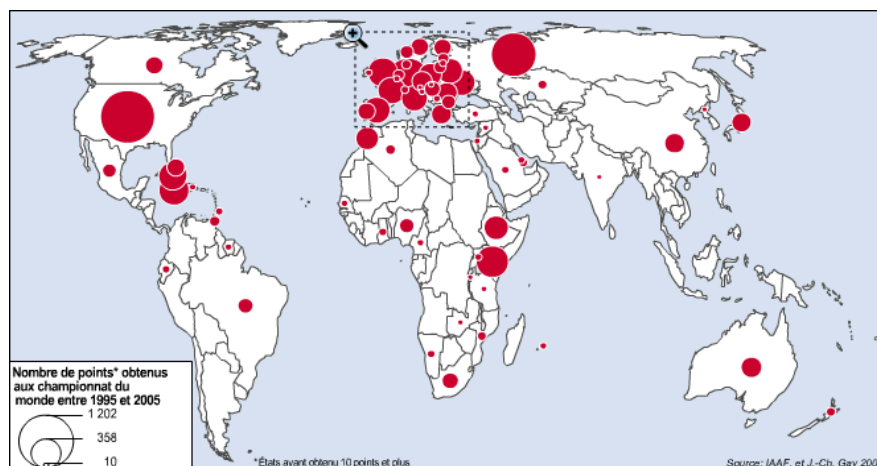 Nombre de points* obtenus
aux championnat du
monde entre 1995 et 2005
1 202
358
10
*États ayant obtenu 10 points et plus
Source: IAAF, et J.-Ch. Gay